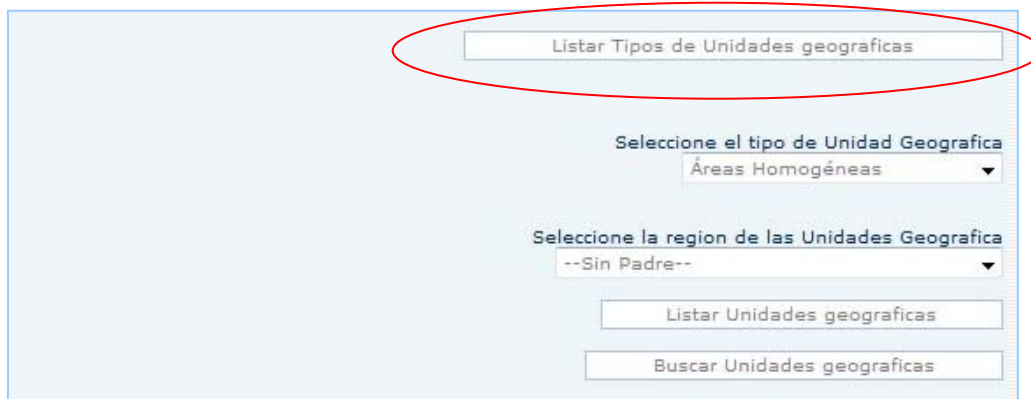 Listar Tipos de Unidades geograficas
Seleccione el tipo de Unidad Geografica
Áreas Homogéneas
Seleccione la region de las Unidades Geografica
--Sin Padre--
Listar Unidades geograficas
Buscar Unidades geograficas